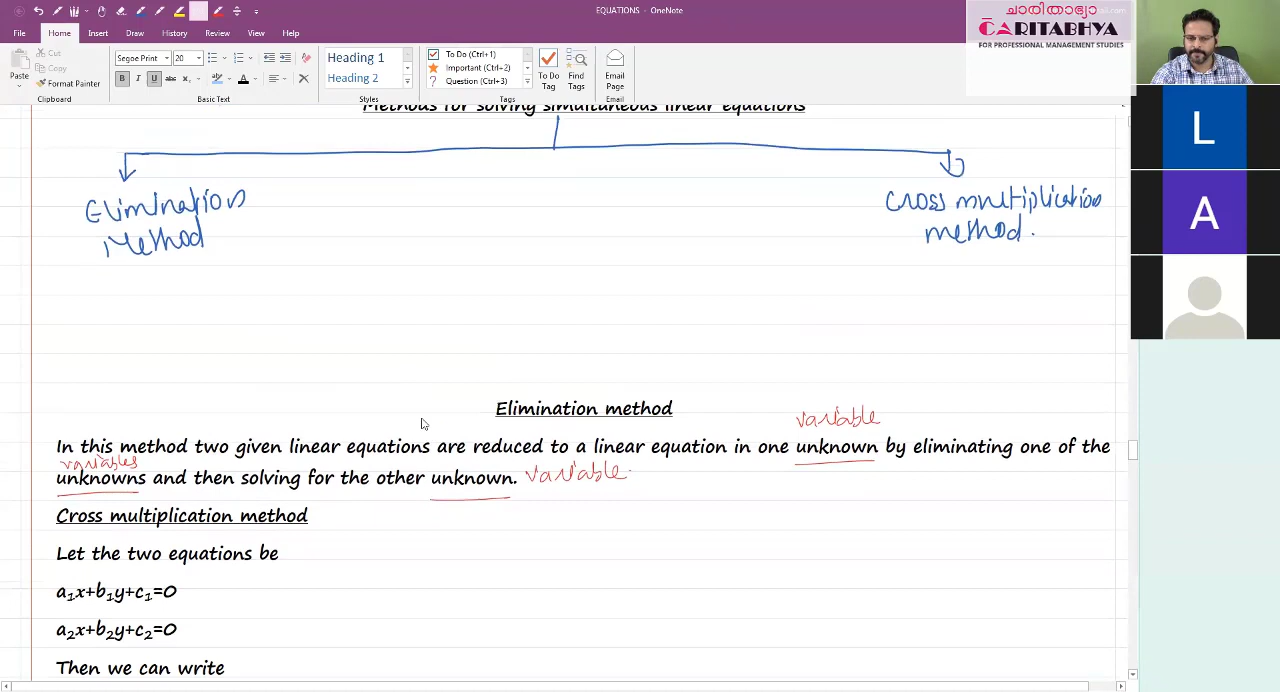 EQUATIONS - OneNote
File Home Insert Draw History Review View Help
Paste
Cut
Copy
Format Painter
Clipboard
Segoe Print 20
B I U abc x
Basic Text
Heading 1
Heading 2
Styles
To Do (Ctrl+1)
Important (Ctrl+2)
? Question (Ctrl+3)
To Do
Tag
Find
Tags
Tags
Email
Page
Email
ചാരിതാഭ്യാ
CARITABHYA
FOR PROFESSIONAL MANAGEMENT STUDIES
L
A
Methods for solving simultaneous linear equations
Elimination
Method
Cross multiplication
method.
Elimination method
variable
In this method two given linear equations are reduced to a linear equation in one unknown by eliminating one of the
variables
unknowns and then solving for the other unknown. variable.
Cross multiplication method
Let the two equations be
a₁x+b₁y+c₁=0
a₂x+b₂y+c₂=0
Then we can write